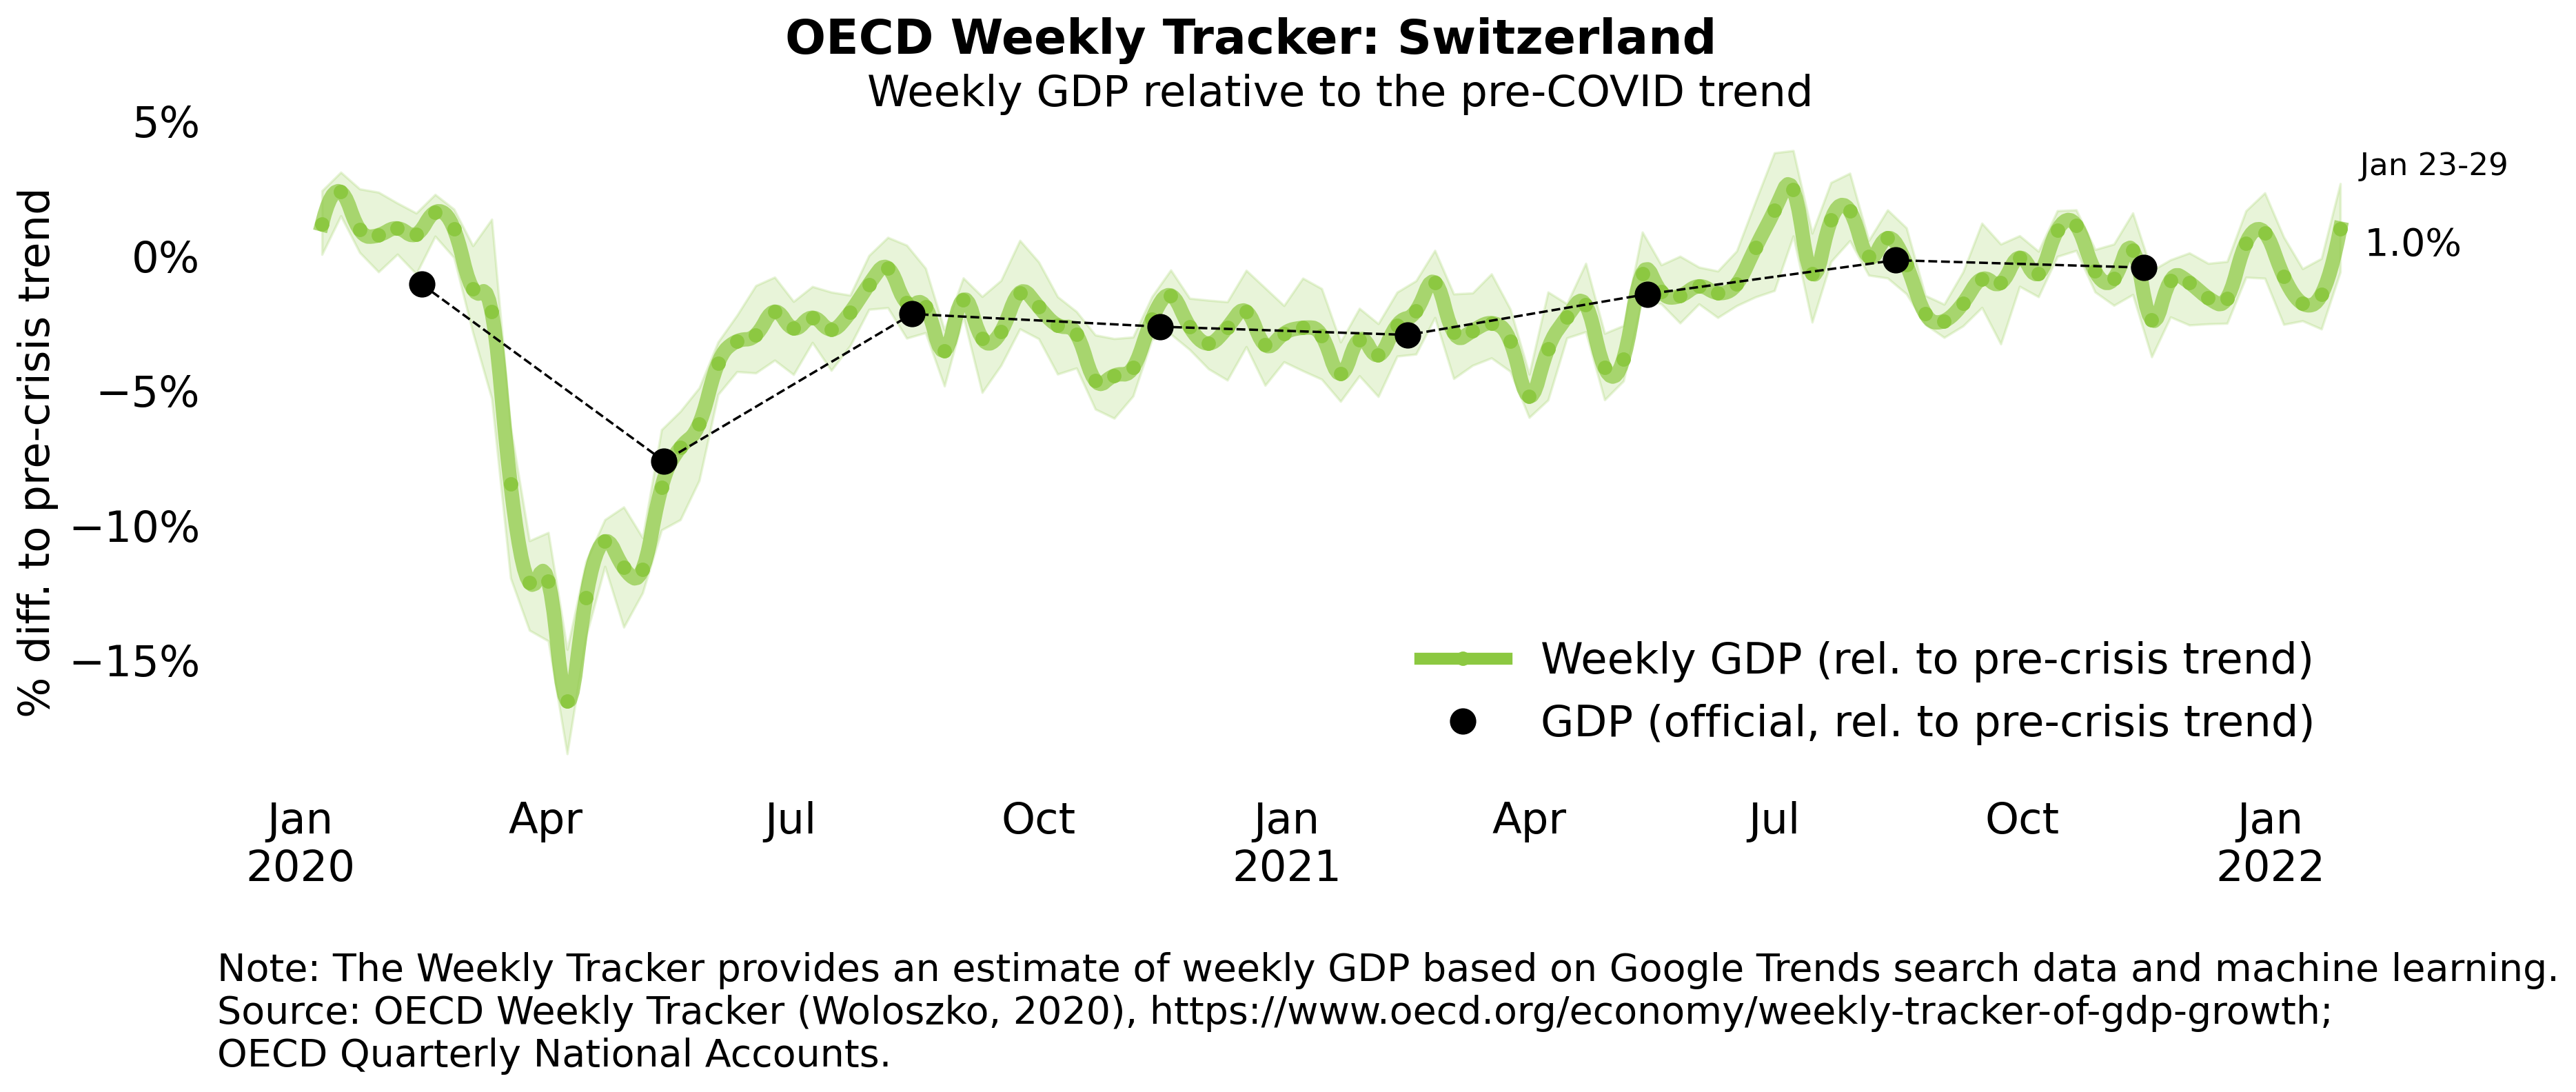 OECD Weekly Tracker: Switzerland
Weekly GDP relative to the pre-COVID trend
% diff. to pre-crisis trend
5%
0%
−5%
−10%
−15%
Jan 23-29
1.0%
Weekly GDP (rel. to pre-crisis trend)
GDP (official, rel. to pre-crisis trend)
Jan Apr Jul Oct Jan Apr Jul Oct Jan
2020 2021 2022
Note: The Weekly Tracker provides an estimate of weekly GDP based on Google Trends search data and machine learning.
Source: OECD Weekly Tracker (Woloszko, 2020), https://www.oecd.org/economy/weekly-tracker-of-gdp-growth;
OECD Quarterly National Accounts.